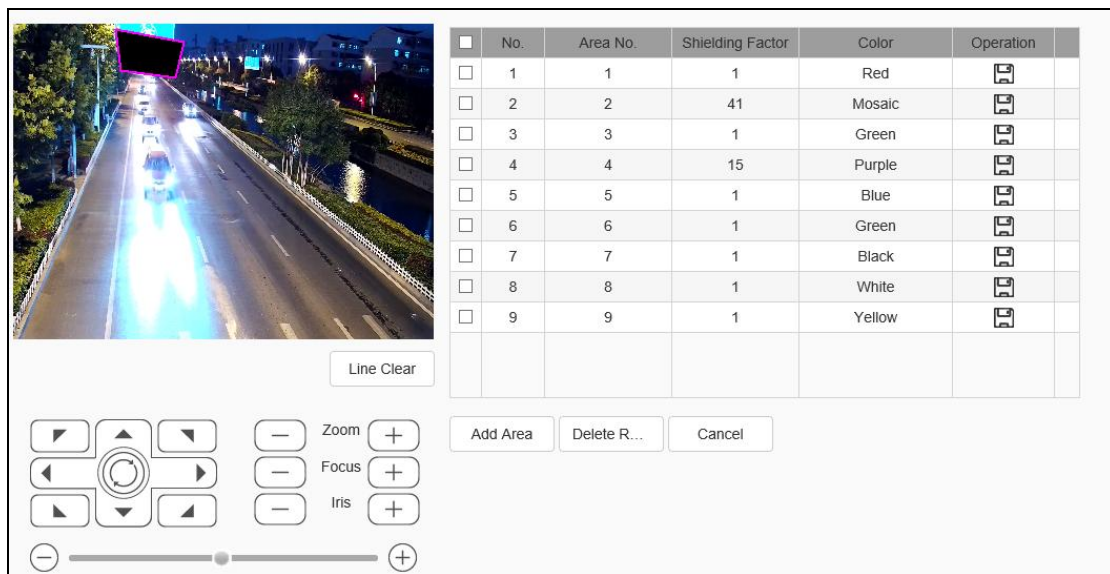 No. Area No. Shielding Factor Color Operation
1 1 1 Red
2 2 41 Mosaic
3 3 1 Green
4 4 15 Purple
5 5 1 Blue
6 6 1 Green
7 7 1 Black
8 8 1 White
9 9 1 Yellow
Line Clear
Zoom
Focus
Iris
Add Area Delete R... Cancel